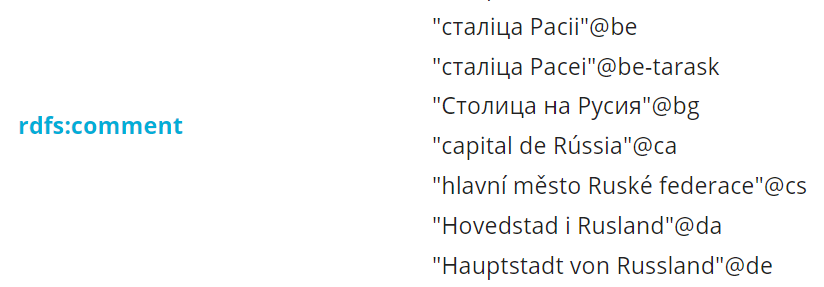 "сталіца Расіі"@be
"сталіца Расеі"@be-tarask
rdfs:comment
"Столица на Русия"@bg
"capital de Rússia"@ca
"hlavní město Ruské federace"@cs
"Hovedstad i Rusland"@da
"Hauptstadt von Russland"@de